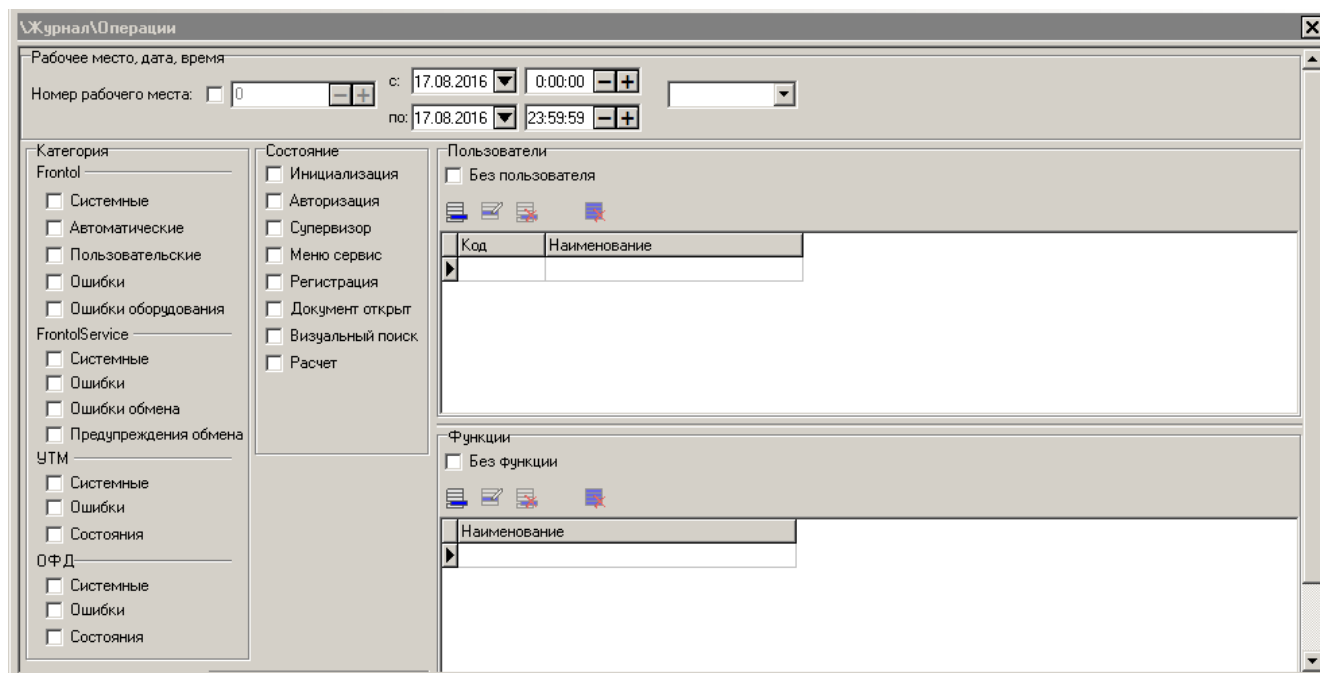 \Журнал\Операции
Рабочее место, дата, время
Номер рабочего места: 0
с: 17.08.2016 0:00:00
по: 17.08.2016 23:59:59
Категория
Frontol
Системные
Автоматические
Пользовательские
Ошибки
Ошибки оборудования
FrontolService
Системные
Ошибки
Ошибки обмена
Предупреждения обмена
УТМ
Системные
Ошибки
Состояния
ОФД
Системные
Ошибки
Состояния
Состояние
Инициализация
Авторизация
Супервизор
Меню сервис
Регистрация
Документ открыт
Визуальный поиск
Расчет
Пользователи
Без пользователя
Код Наименование
Функции
Без функции
Наименование